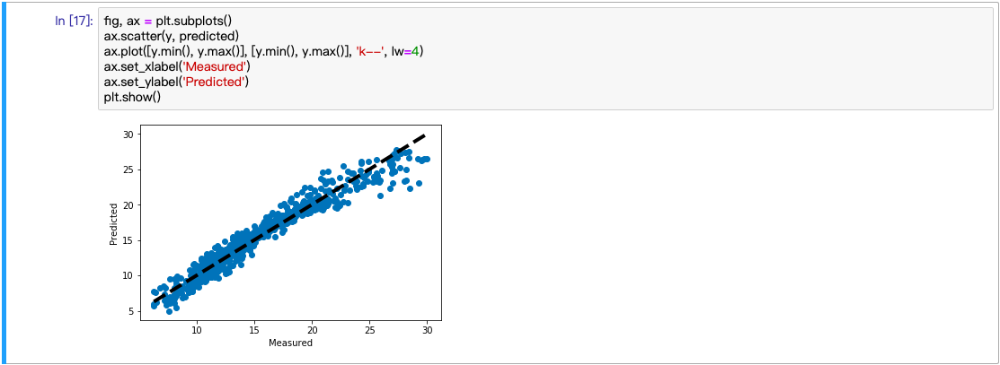 In [17]:
fig, ax = plt.subplots()
ax.scatter(y, predicted)
ax.plot([y.min(), y.max()], [y.min(), y.max()], 'k--', lw=4)
ax.set_xlabel('Measured')
ax.set_ylabel('Predicted')
plt.show()
30
25
20
15
10
5
Predicted
10 15 20 25 30
Measured